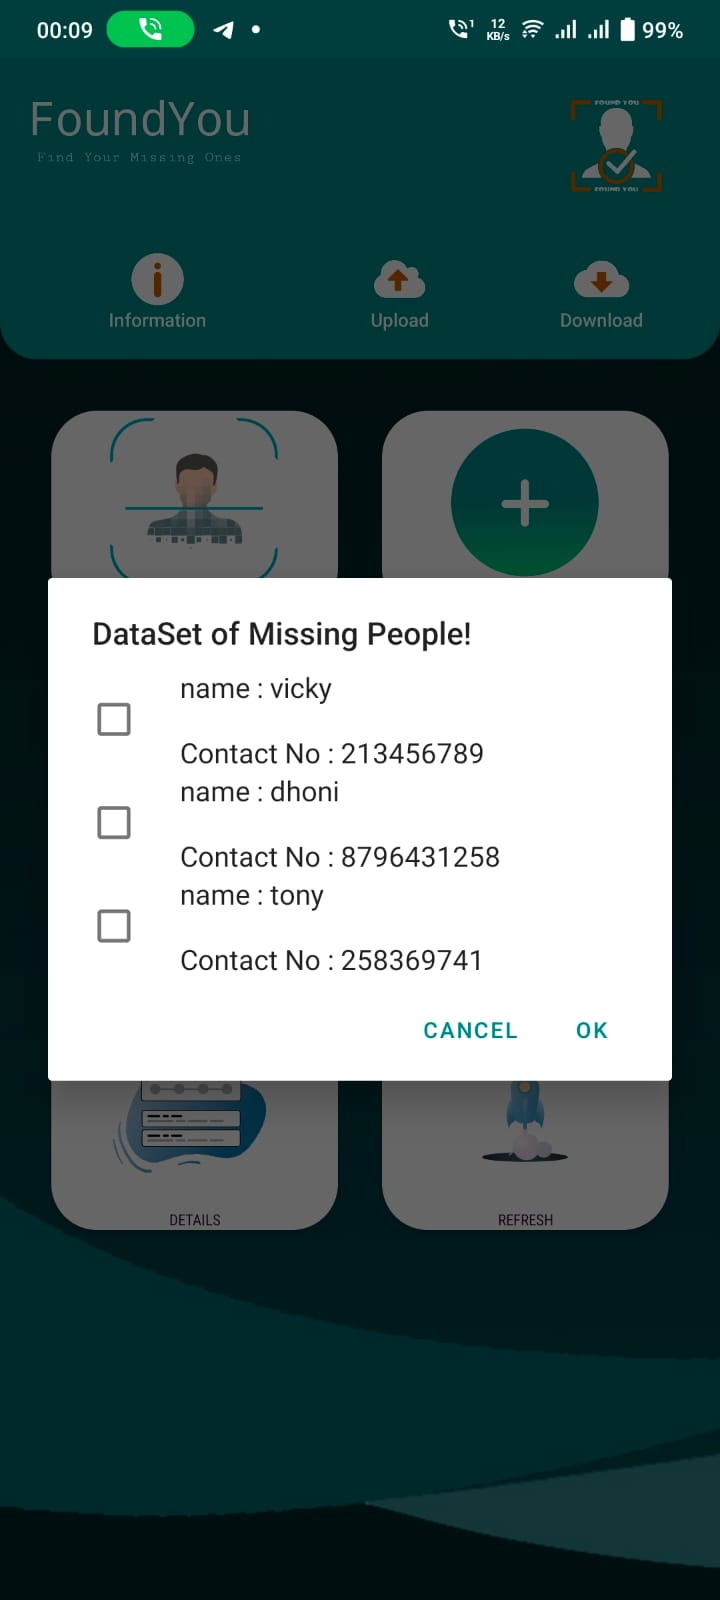 00:09
1
12
KB/s
99%
FoundYou
Find Your Missing Ones
FOUND YOU
FOUND YOU
Information
Upload
Download
DataSet of Missing People!
name : vicky
Contact No : 213456789
name : dhoni
Contact No : 8796431258
name : tony
Contact No : 258369741
CANCEL
OK
DETAILS
REFRESH